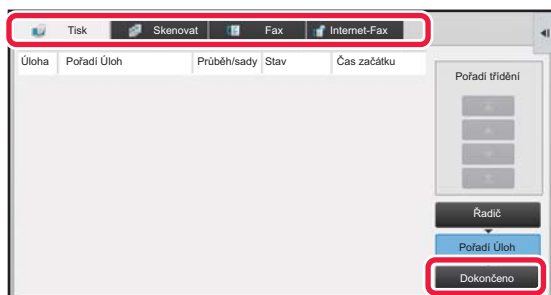 Tisk Skenovat Fax Internet-Fax
Úloha Pořadí Úloh Průběh/sady Stav Čas začátku
Pořadí třídění
Řadič
Pořadí Úloh
Dokončeno